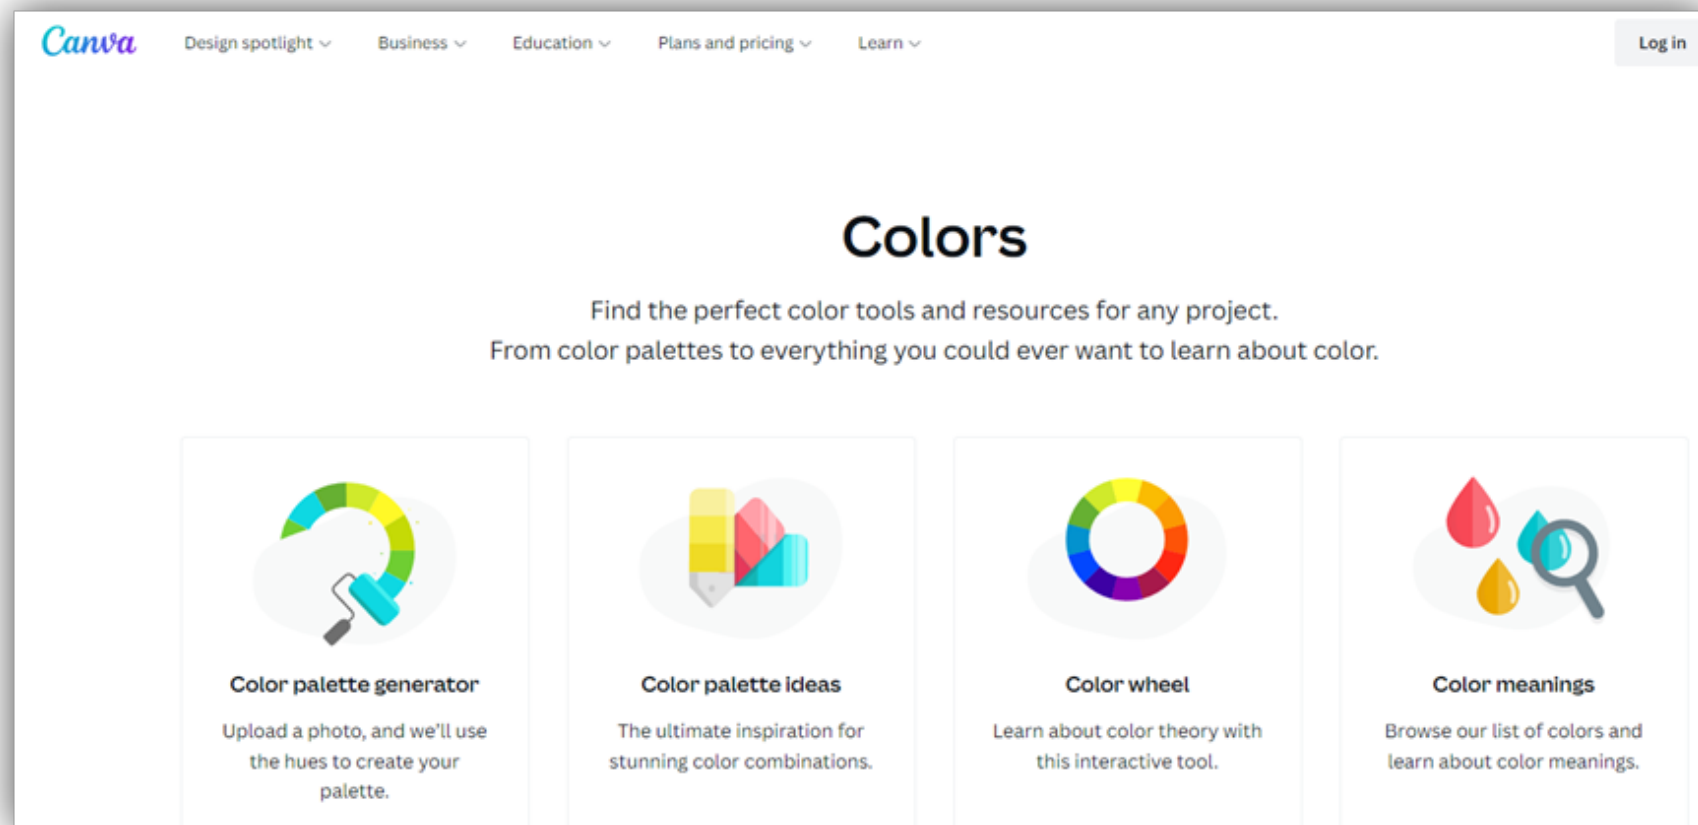 Canva
Design spotlight
Business
Education
Plans and pricing
Learn
Log in
Colors
Find the perfect color tools and resources for any project.
From color palettes to everything you could ever want to learn about color.
Color palette generator
Upload a photo, and we'll use
the hues to create your
palette.
Color palette ideas
The ultimate inspiration for
stunning color combinations.
Color wheel
Learn about color theory with
this interactive tool.
Color meanings
Browse our list of colors and
learn about color meanings.